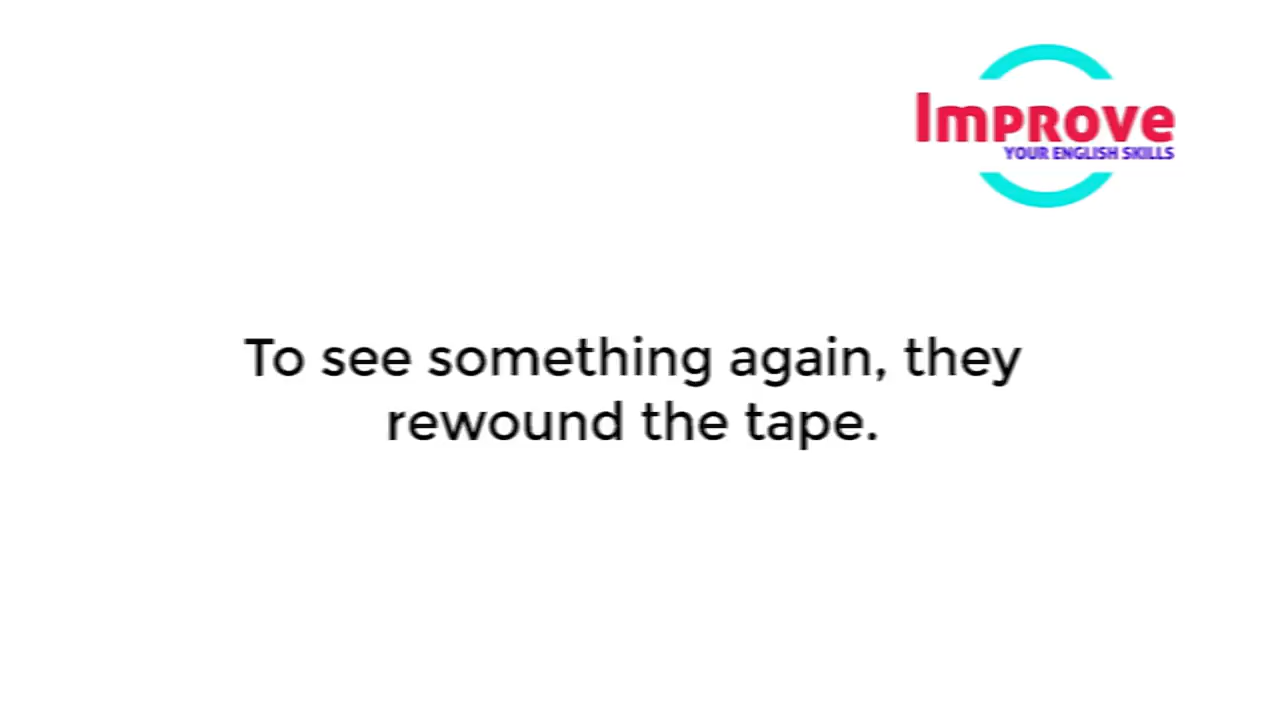 Improve
YOUR ENGLISH SKILLS
To see something again, they
rewound the tape.